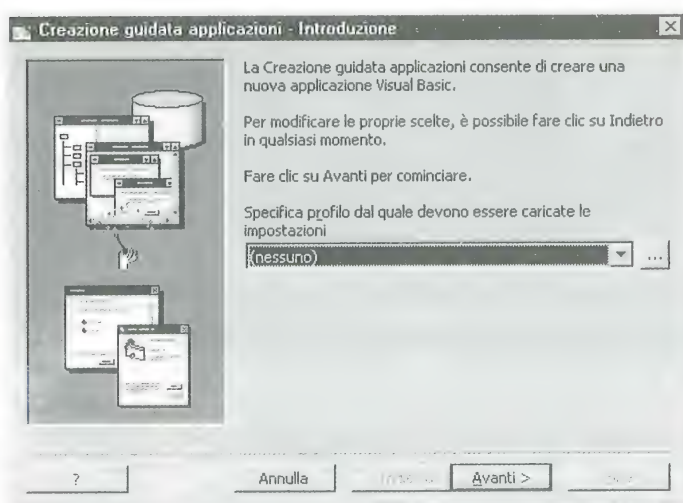 Creazione guidata applicazioni - Introduzione
La Creazione guidata applicazioni consente di creare una
nuova applicazione Visual Basic.
Per modificare le proprie scelte, è possibile fare clic su Indietro
in qualsiasi momento.
Fare clic su Avanti per cominciare.
Specifica profilo dal quale devono essere caricate le
impostazioni
(nessuno)
...
? Annulla Avanti >